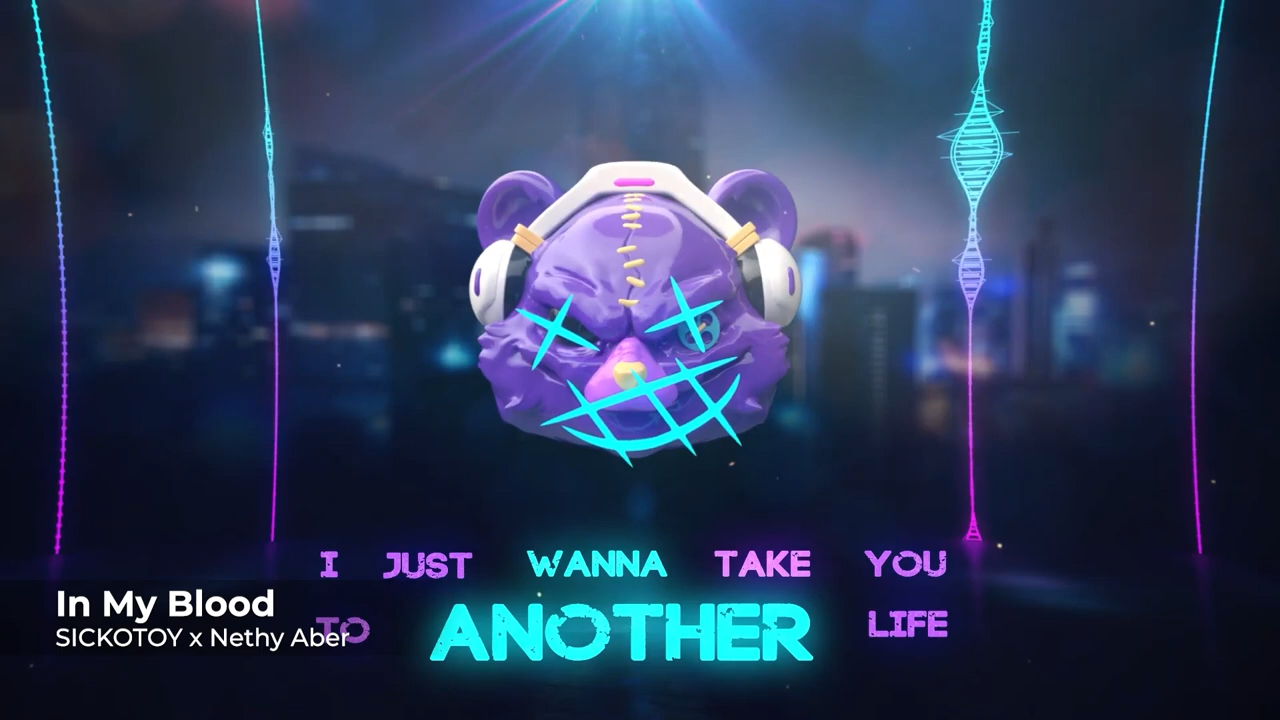 I JUST WANNA TAKE YOU
TO ANOTHER LIFE
In My Blood
SICKOTOY x Nethy Aber